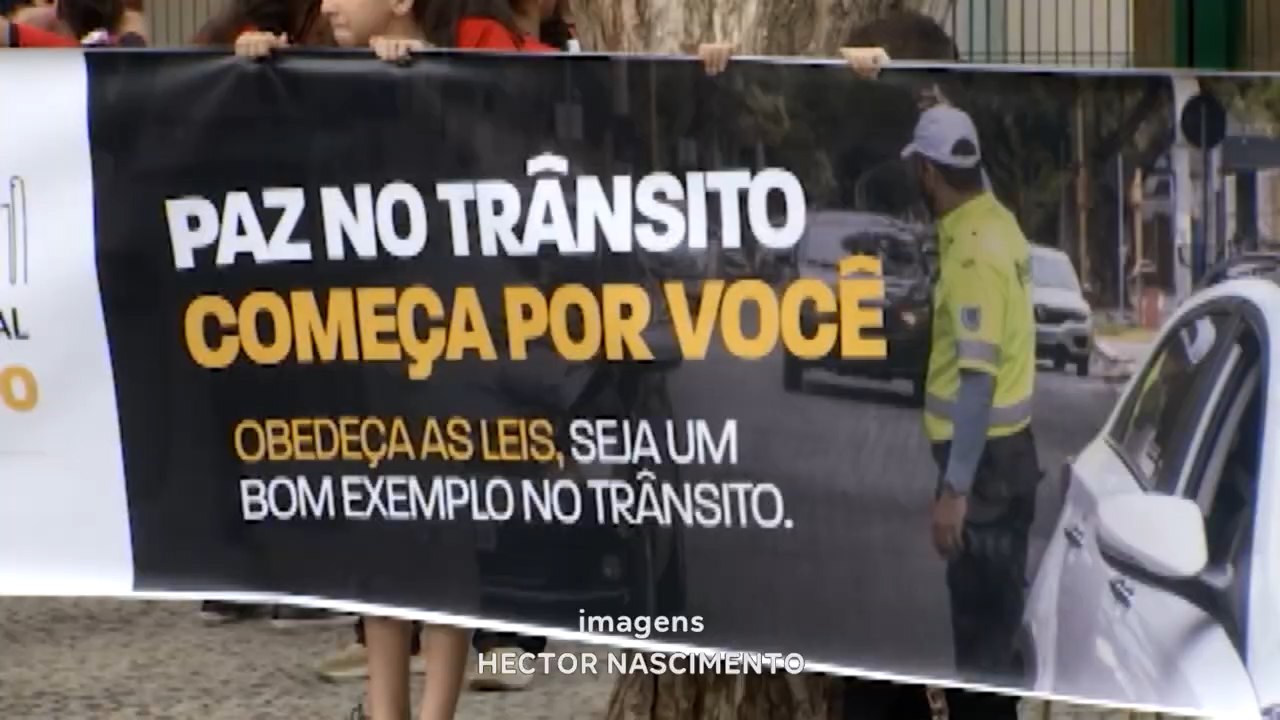 PAZ NO TRÂNSITO
COMEÇA POR VOCÊ
OBEDEÇA AS LEIS, SEJA UM
BOM EXEMPLO NO TRÂNSITO.
imagens
HECTOR NASCIMENTO